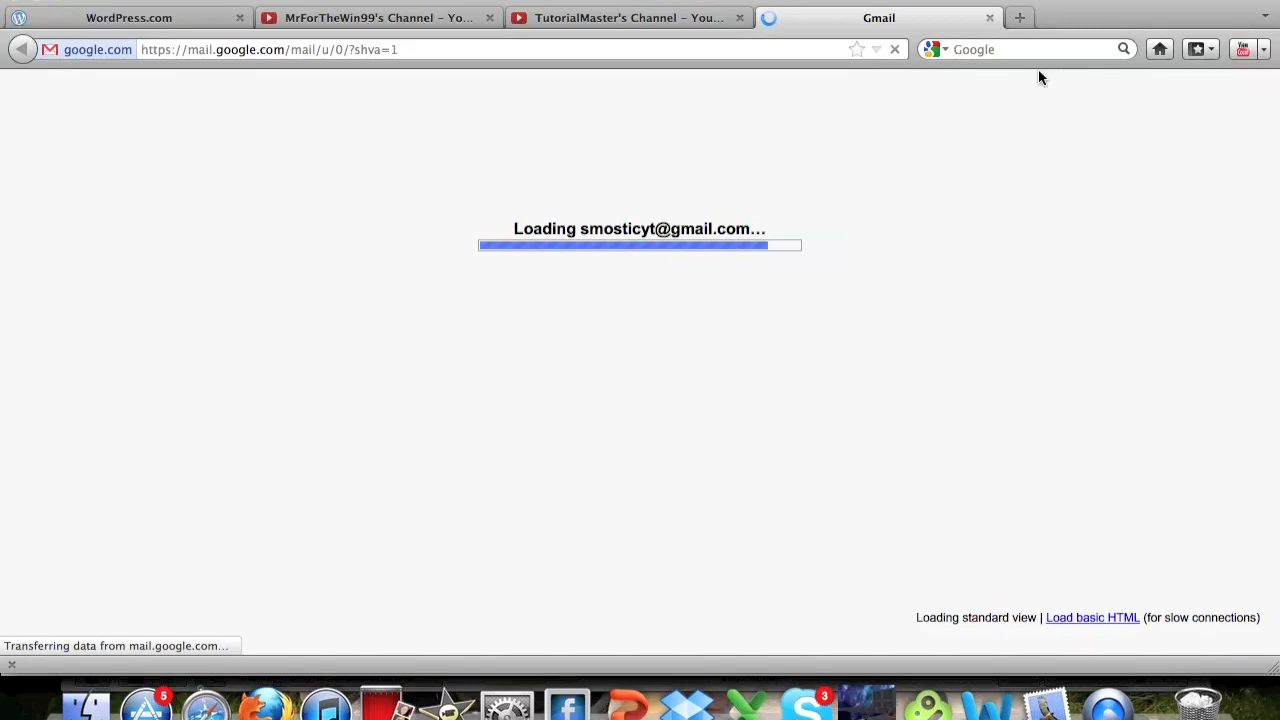 WordPress.com
MrForTheWin99's Channel – Yo...
TutorialMaster's Channel – You...
Gmail
google.com
https://mail.google.com/mail/u/0/?shva=1
Google
Loading smosticyt@gmail.com...
Loading standard view | Load basic HTML (for slow connections)
Transferring data from mail.google.com...
5
3